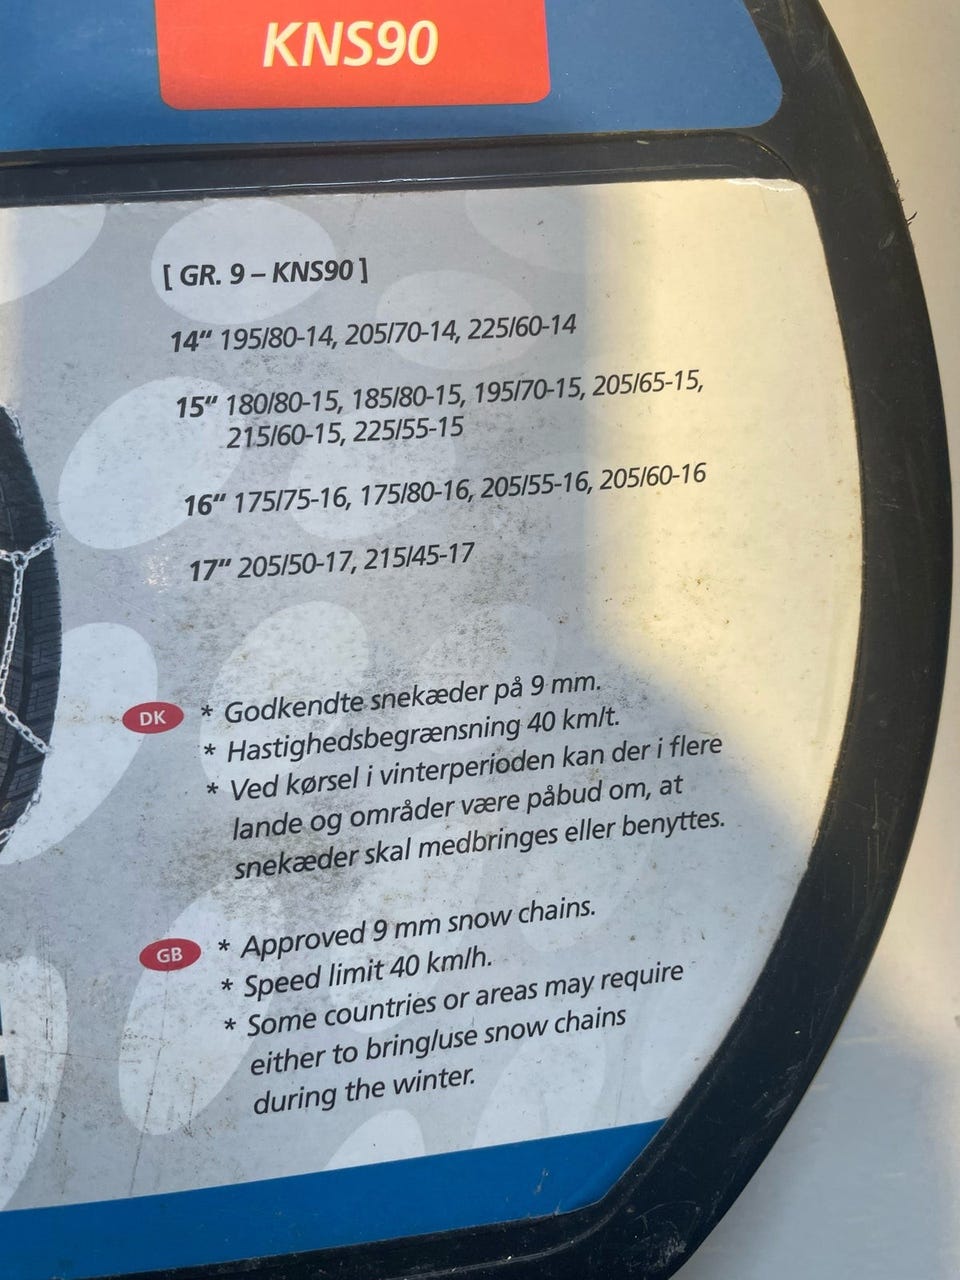 KNS90
[ GR. 9 – KNS90 ]
14“ 195/80-14, 205/70-14, 225/60-14
15“ 180/80-15, 185/80-15, 195/70-15, 205/65-15,
215/60-15, 225/55-15
16“ 175/75-16, 175/80-16, 205/55-16, 205/60-16
17“ 205/50-17, 215/45-17
DK * Godkendte snekæder på 9 mm.
* Hastighedsbegrænsning 40 km/t.
* Ved kørsel i vinterperioden kan der i flere
lande og områder være påbud om, at
snekæder skal medbringes eller benyttes.
GB * Approved 9 mm snow chains.
* Speed limit 40 km/h.
* Some countries or areas may require
either to bring/use snow chains
during the winter.